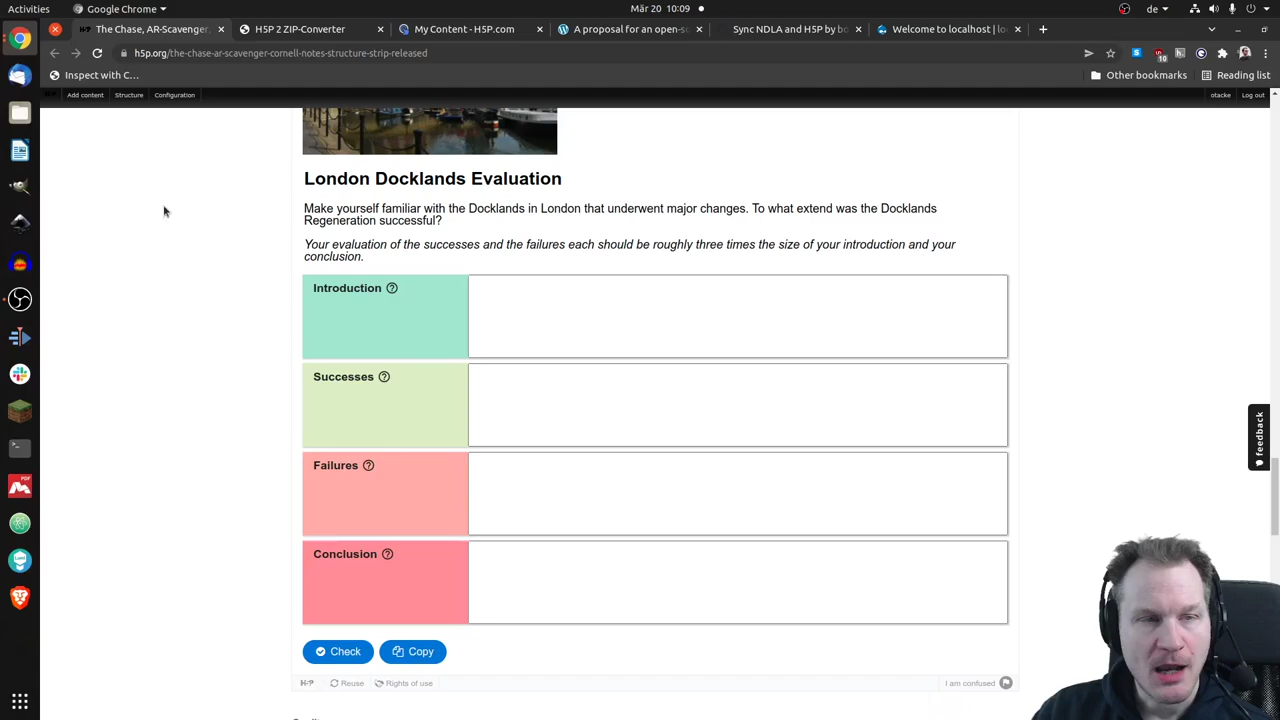 Activities
Google Chrome
Mär 20 10:09
de
The Chase, AR-Scavenger,
H5P 2 ZIP-Converter
My Content - H5P.com
A proposal for an open-s
Sync NDLA and H5P by bo
Welcome to localhost | lo
h5p.org/the-chase-ar-scavenger-cornell-notes-structure-strip-released
10
Inspect with C…
Other bookmarks
Reading list
Add content
Structure
Configuration
otacke
Log out
London Docklands Evaluation
Make yourself familiar with the Docklands in London that underwent major changes. To what extend was the Docklands
Regeneration successful?
Your evaluation of the successes and the failures each should be roughly three times the size of your introduction and your
conclusion.
Introduction
Successes
feedback
Failures
Conclusion
Check
Copy
H5P
Reuse
Rights of use
I am confused